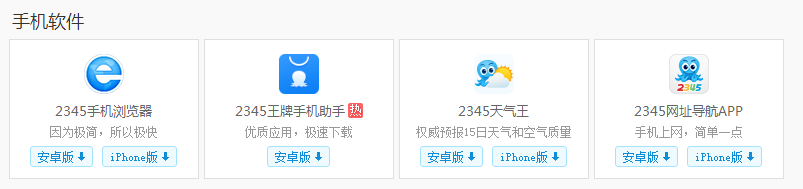 手机软件
2345手机浏览器
因为极简，所以极快
安卓版 iPhone版
2345王牌手机助手 热
优质应用，极速下载
安卓版
2345天气王
权威预报15日天气和空气质量
安卓版 iPhone版
2345
2345网址导航APP
手机上网，简单一点
安卓版 iPhone版